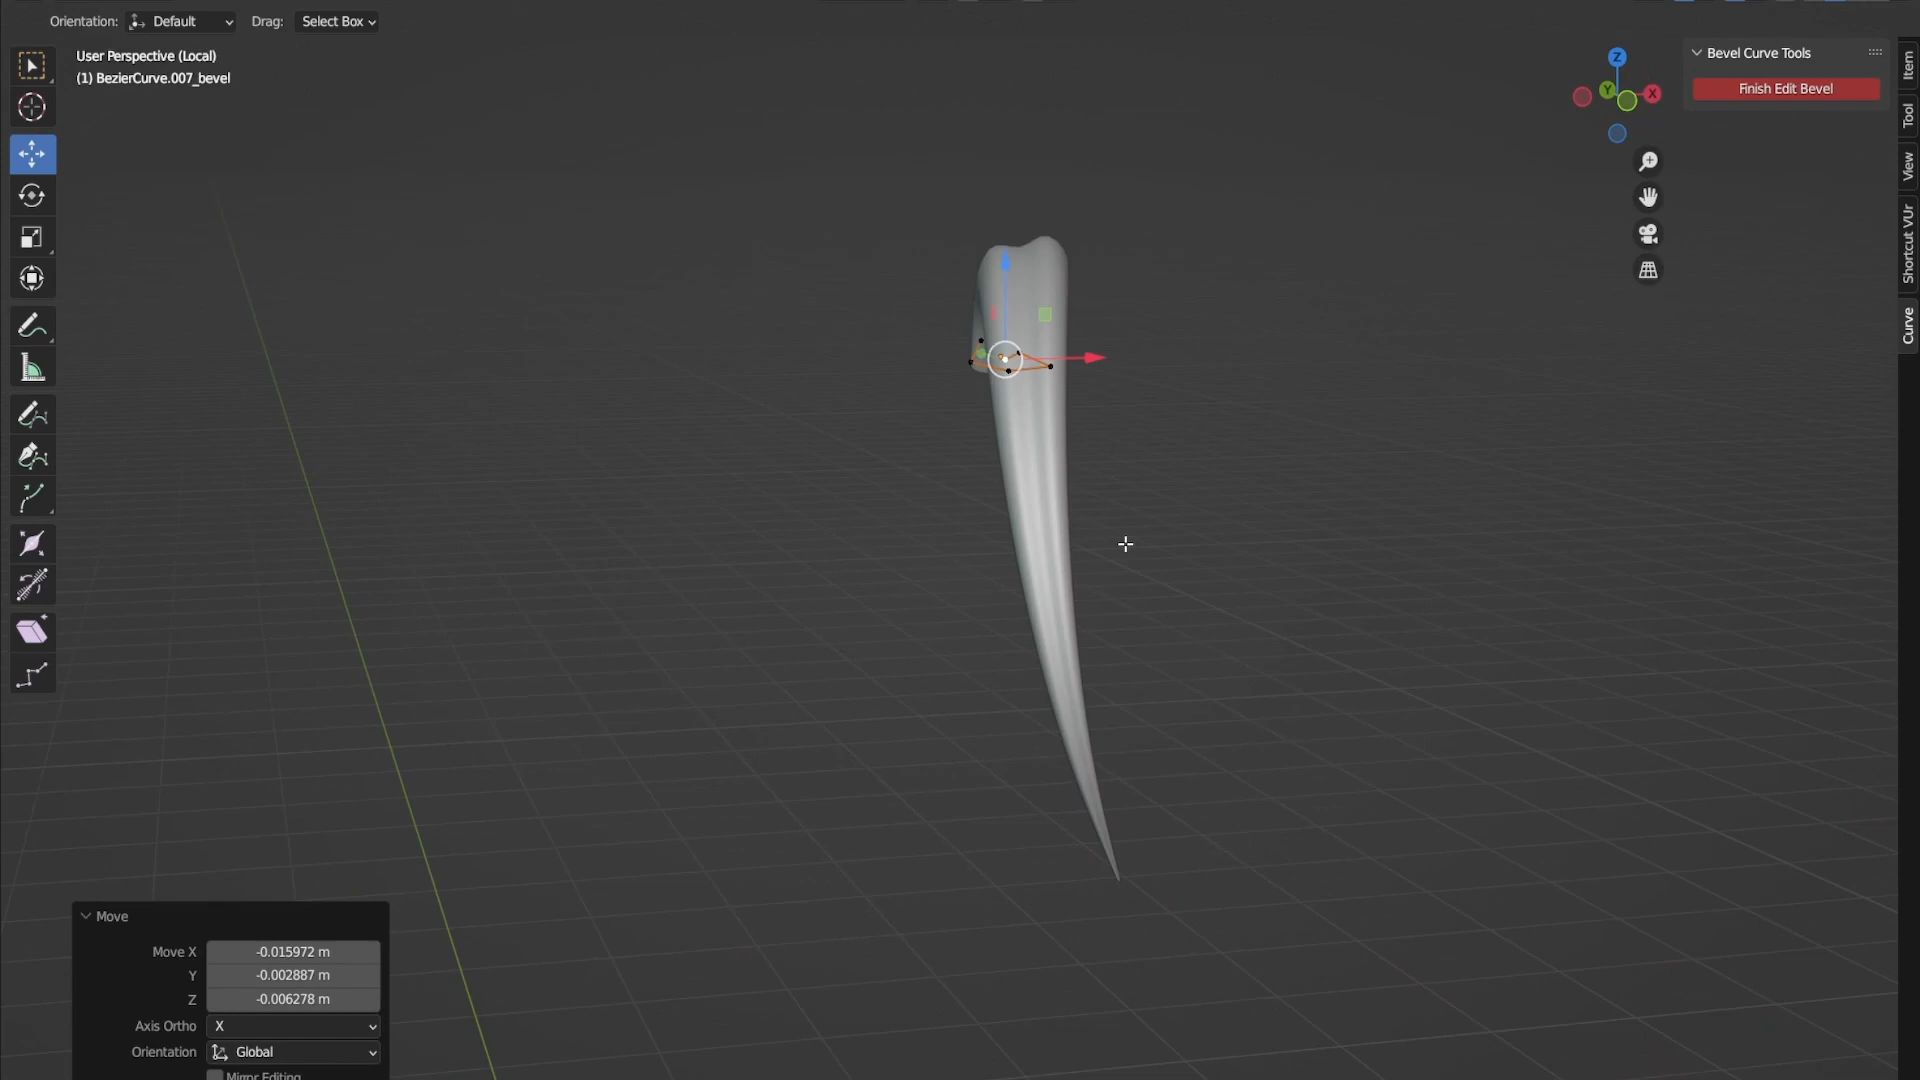 Orientation: Default Drag: Select Box
User Perspective (Local)
(1) BezierCurve.007_bevel
Z
Y
X
Bevel Curve Tools
Finish Edit Bevel
Item
Tool
View
Shortcut VUr
Curve
Move
Move X -0.015972 m
Y -0.002887 m
Z -0.006278 m
Axis Ortho X
Orientation Global
Mirror Editing